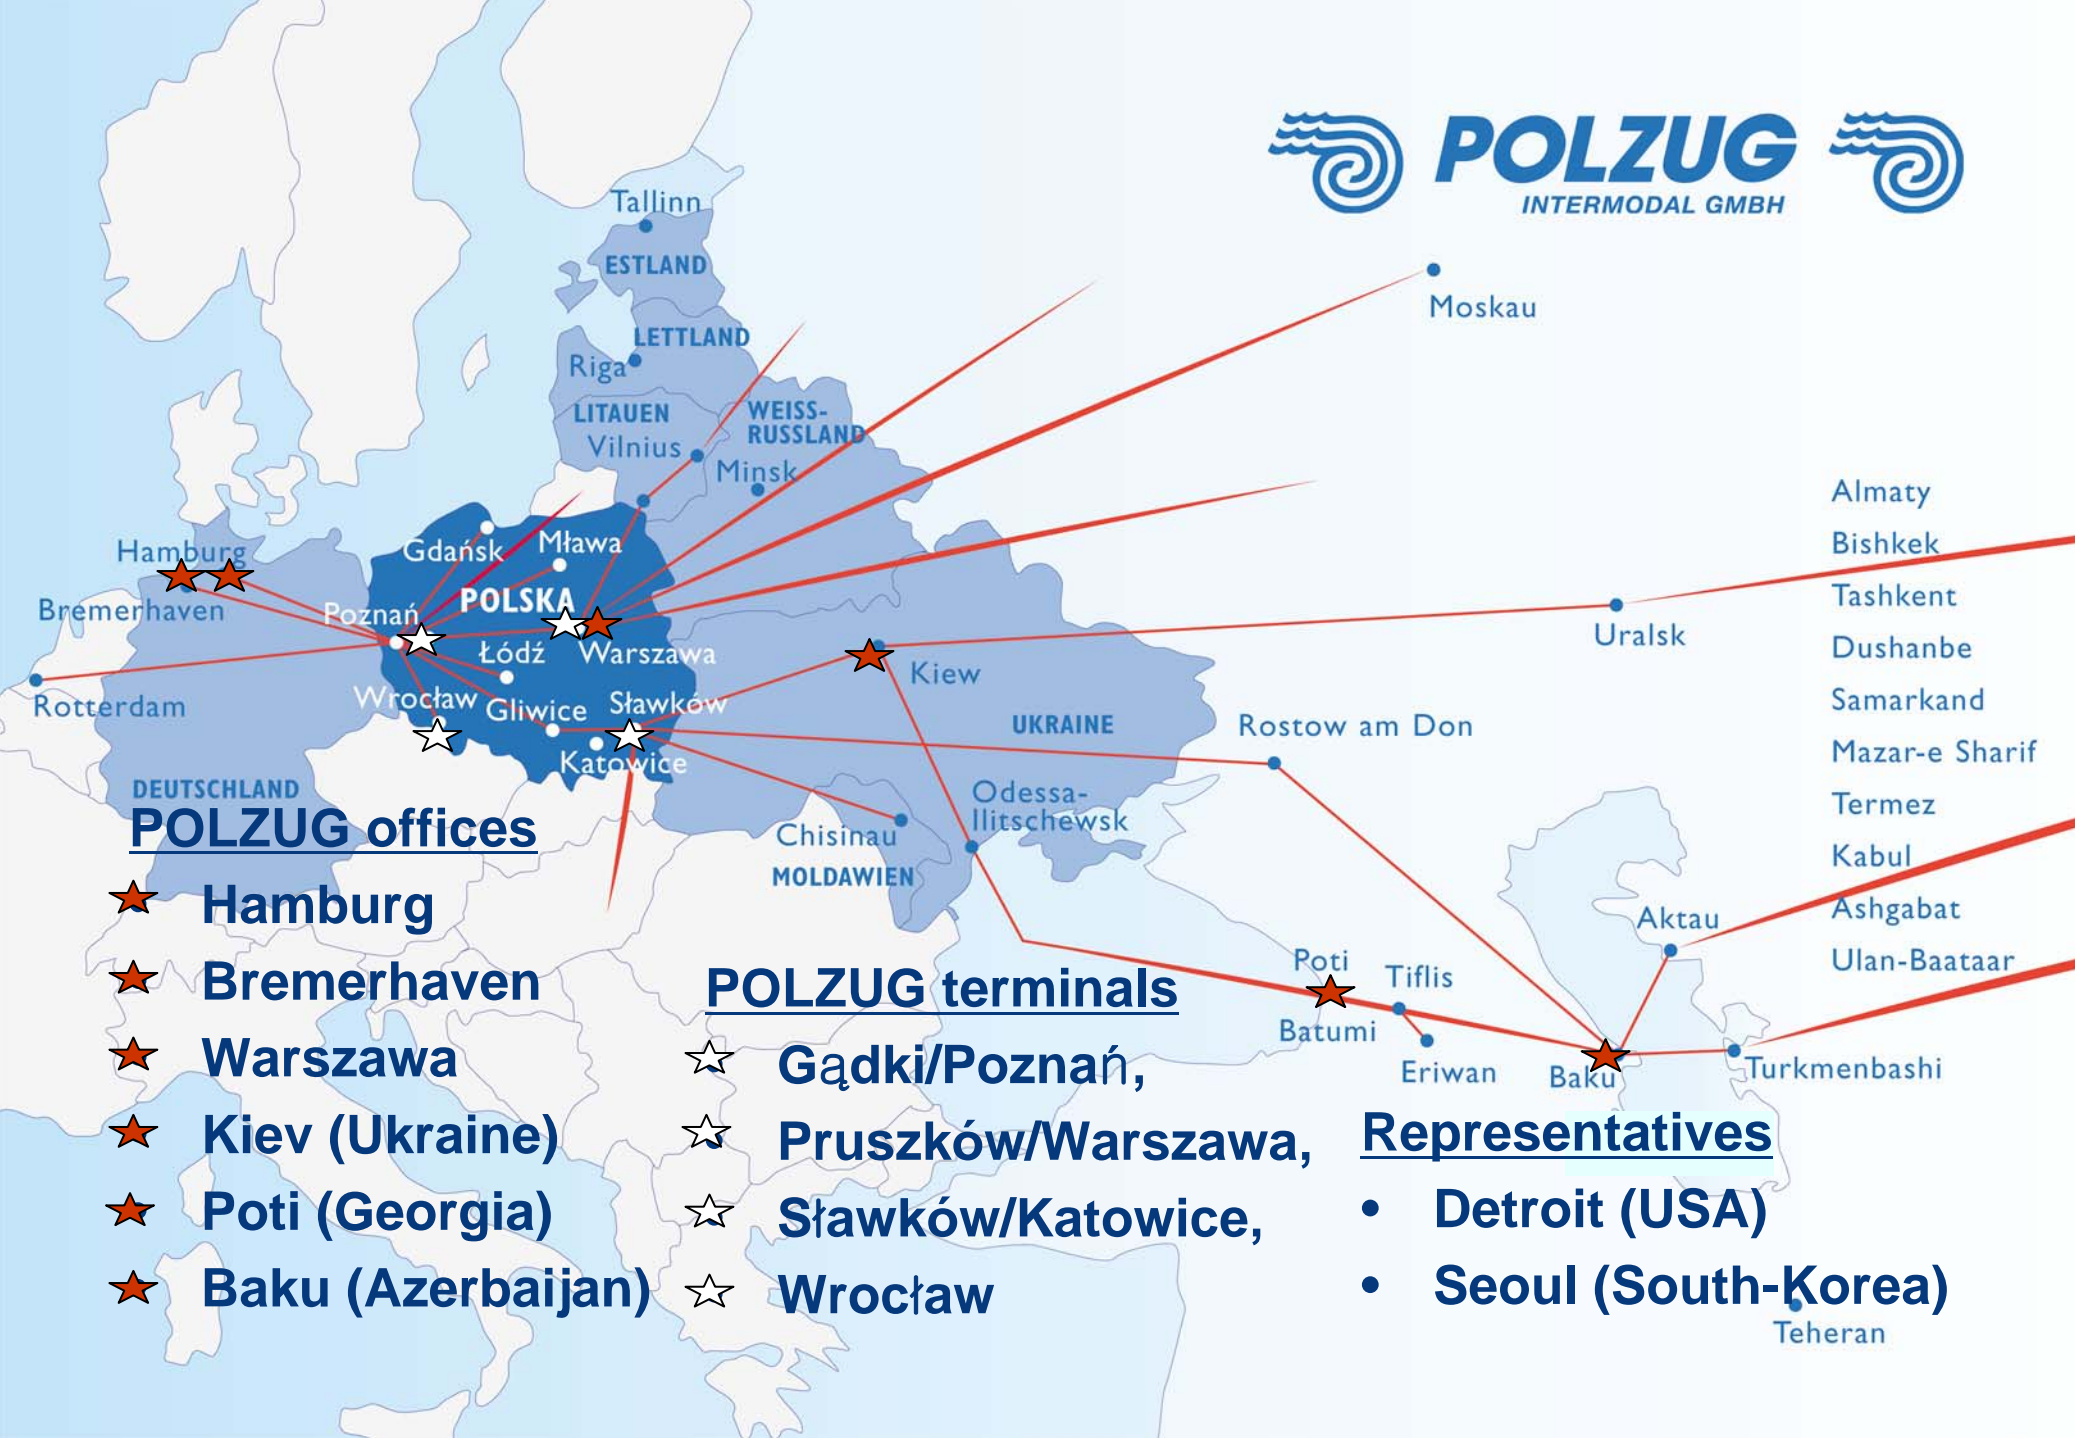 POLZUG
INTERMODAL GMBH
Tallinn
ESTLAND
Moskau
LETTLAND
Riga
LITAUEN
Vilnius
WEISS-
RUSSLAND
Minsk
Hamburg
Bremerhaven
Rotterdam
DEUTSCHLAND
Gdańsk
Mława
POLSKA
Poznań
Łódź
Warszawa
Wrocław
Gliwice
Sławków
Katowice
Kiew
UKRAINE
Uralsk
Rostow am Don
Odessa-
Ilitschewsk
Chisinau
MOLDAWIEN
Almaty
Bishkek
Tashkent
Dushanbe
Samarkand
Mazar-e Sharif
Termez
Kabul
Ashgabat
Ulan-Baataar
Aktau
Poti
Tiflis
Batumi
Eriwan
Baku
Turkmenbashi
POLZUG offices
Hamburg
Bremerhaven
Warszawa
Kiev (Ukraine)
Poti (Georgia)
Baku (Azerbaijan)
POLZUG terminals
Gądki/Poznań,
Pruszków/Warszawa,
Sławków/Katowice,
Wrocław
Representatives
• Detroit (USA)
• Seoul (South-Korea)
Teheran